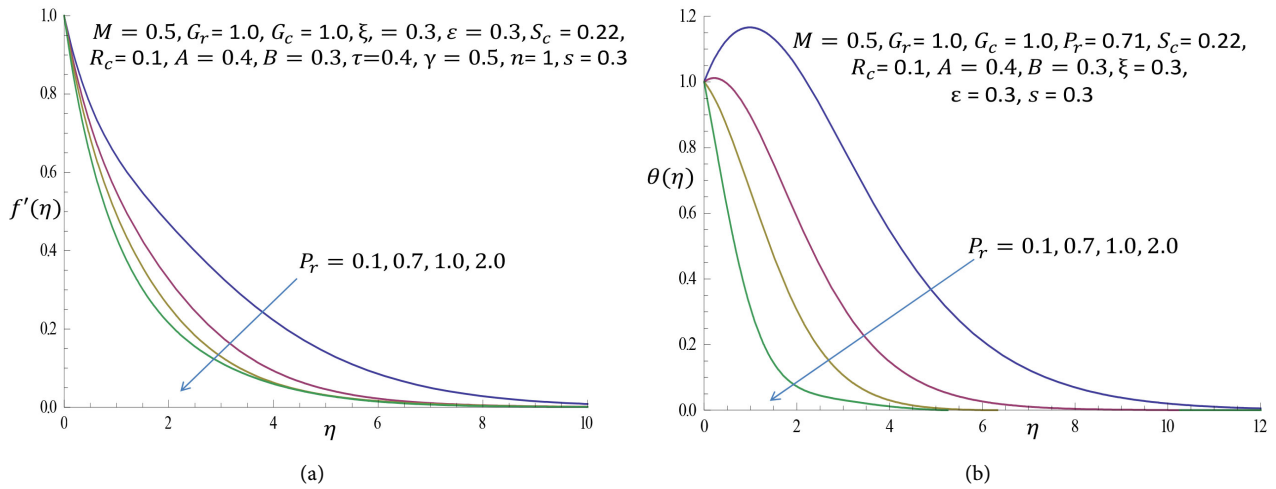 M = 0.5, G_r = 1.0, G_c = 1.0, ξ, = 0.3, ε = 0.3, S_c = 0.22,
R_c= 0.1, A = 0.4, B = 0.3, τ=0.4, γ = 0.5, n= 1, s = 0.3
1.0
0.8
0.6
f′(η)
0.4
P_r = 0.1, 0.7, 1.0, 2.0
0.2
0.0
0 2 4 6 8 10
η
(a)
1.2
M = 0.5, G_r= 1.0, G_c = 1.0, P_r = 0.71, S_c= 0.22,
R_c= 0.1, A = 0.4, B = 0.3, ξ = 0.3,
ε = 0.3, s = 0.3
1.0
0.8
θ(η)
0.6
P_r = 0.1, 0.7, 1.0, 2.0
0.4
0.2
0.0
0 2 4 6 8 10 12
η
(b)